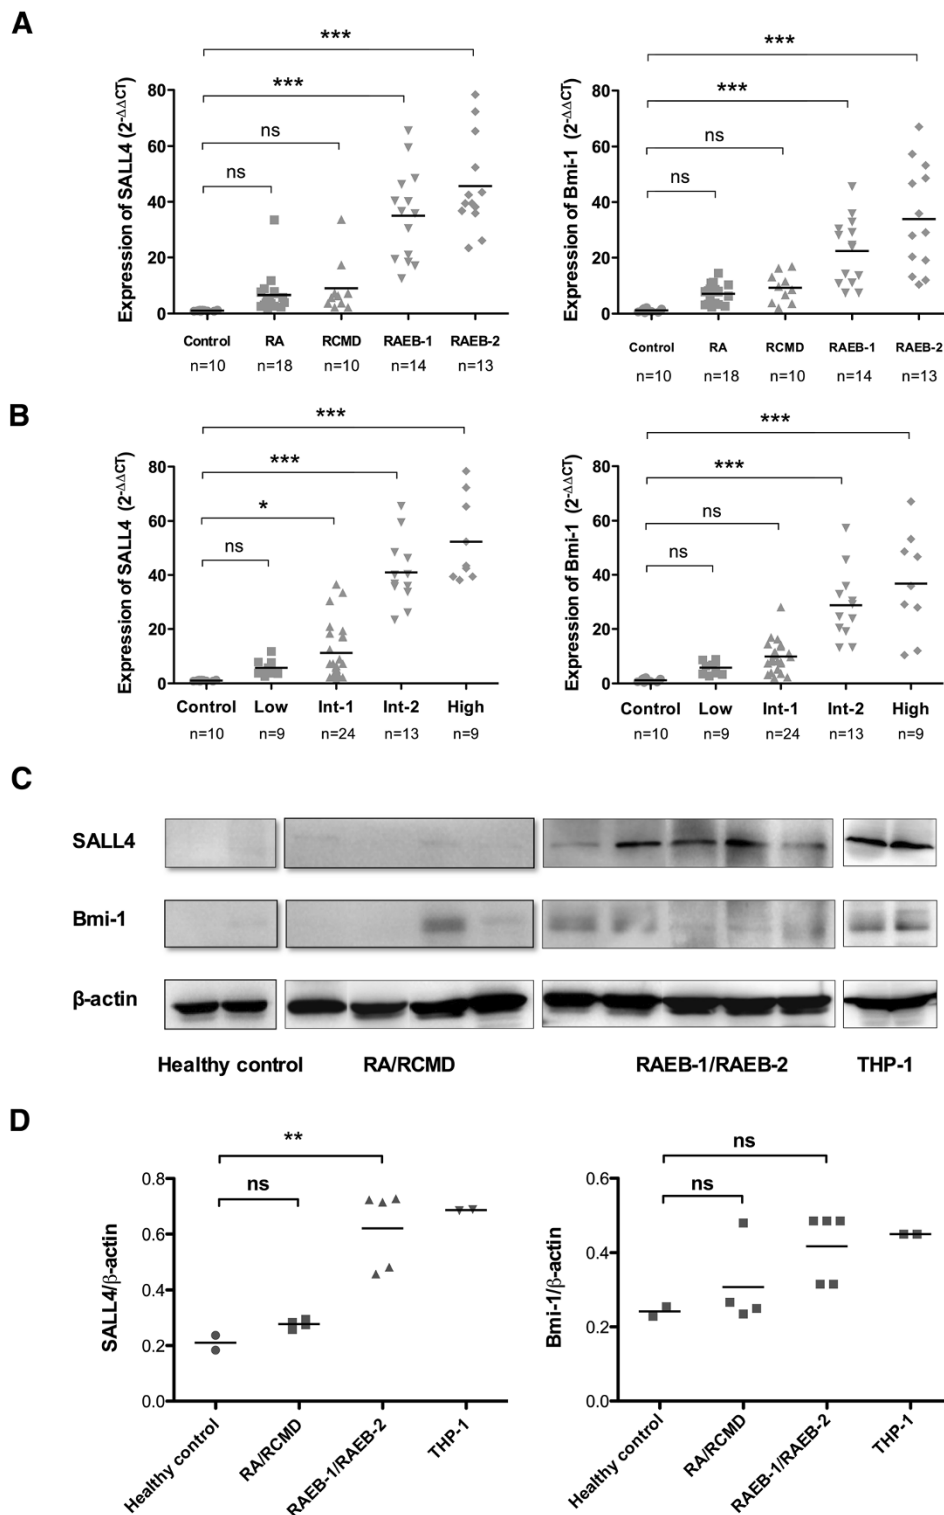 A
*** ***
*** ***
ns ns
ns ns
Expression of SALL4 (2-ΔΔCT)
80
60
40
20
0
Control RA RCMD RAEB-1 RAEB-2
n=10 n=18 n=10 n=14 n=13
Expression of Bmi-1 (2-ΔΔCT)
80
60
40
20
0
Control RA RCMD RAEB-1 RAEB-2
n=10 n=18 n=10 n=14 n=13
B
*** ***
*** ***
* ns
ns ns
Expression of SALL4 (2-ΔΔCT)
80
60
40
20
0
Control Low Int-1 Int-2 High
n=10 n=9 n=24 n=13 n=9
Expression of Bmi-1 (2-ΔΔCT)
80
60
40
20
0
Control Low Int-1 Int-2 High
n=10 n=9 n=24 n=13 n=9
C
SALL4
Bmi-1
β-actin
Healthy control RA/RCMD RAEB-1/RAEB-2 THP-1
D
** ns
ns ns
SALL4/β-actin
0.8
0.6
0.4
0.2
0.0
Healthy control
RA/RCMD
RAEB-1/RAEB-2
THP-1
Bmi-1/β-actin
0.6
0.4
0.2
0.0
Healthy control
RA/RCMD
RAEB-1/RAEB-2
THP-1